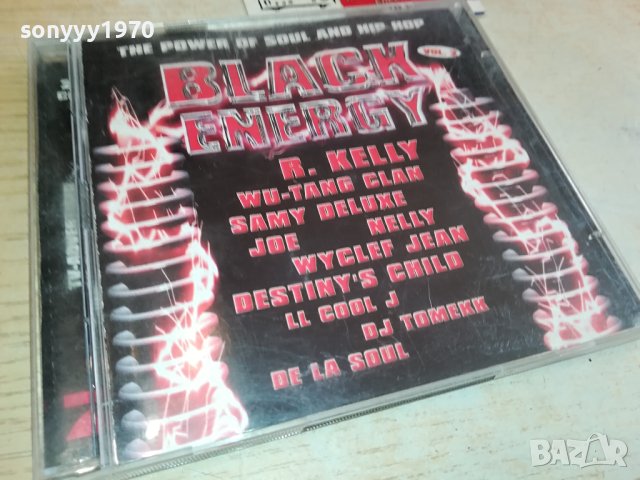 sonyyy1970
THE POWER OF SOUL AND HIP-HOP
BLACK
ENERGY
R. KELLY
WU-TANG CLAN
SAMY DELUXE
JOE NELLY
WYCLEF JEAN
DESTINY'S CHILD
LL COOL J
DJ TOMEKK
DE LA SOUL
BAZAR